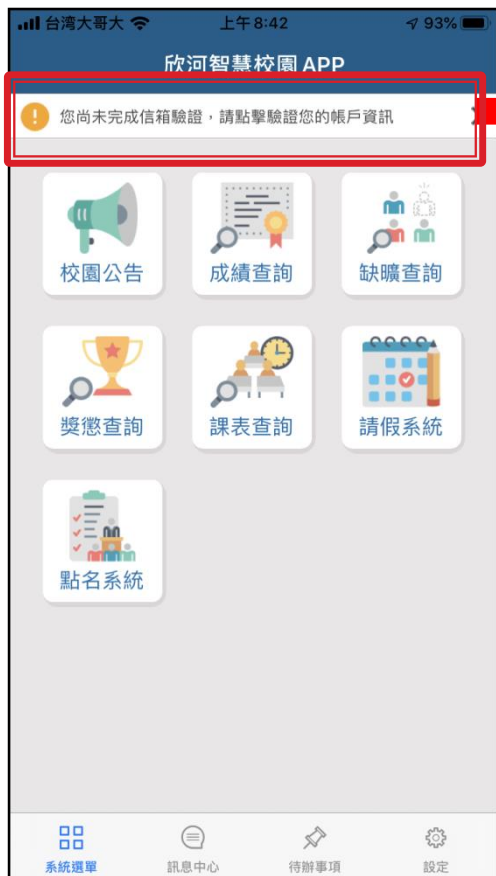 台湾大哥大 上午8:42 93%
欣河智慧校園 APP
您尚未完成信箱驗證，請點擊驗證您的帳戶資訊
校園公告 成績查詢 缺曠查詢
獎懲查詢 課表查詢 請假系統
點名系統
系統選單 訊息中心 待辦事項 設定